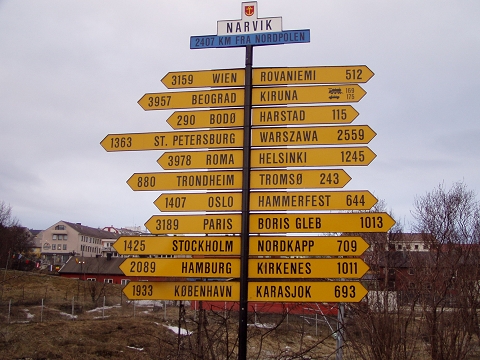 NARVIK
2407 KM FRA NORDPOLEN
3159 WIEN ROVANIEMI 512
3957 BEOGRAD KIRUNA 169 175
290 BODØ HARSTAD 115
1363 ST. PETERSBURG WARSZAWA 2559
3978 ROMA HELSINKI 1245
880 TRONDHEIM TROMSØ 243
1407 OSLO HAMMERFEST 644
3189 PARIS BORIS GLEB 1013
1425 STOCKHOLM NORDKAPP 709
2089 HAMBURG KIRKENES 1011
1933 KØBENHAVN KARASJOK 693